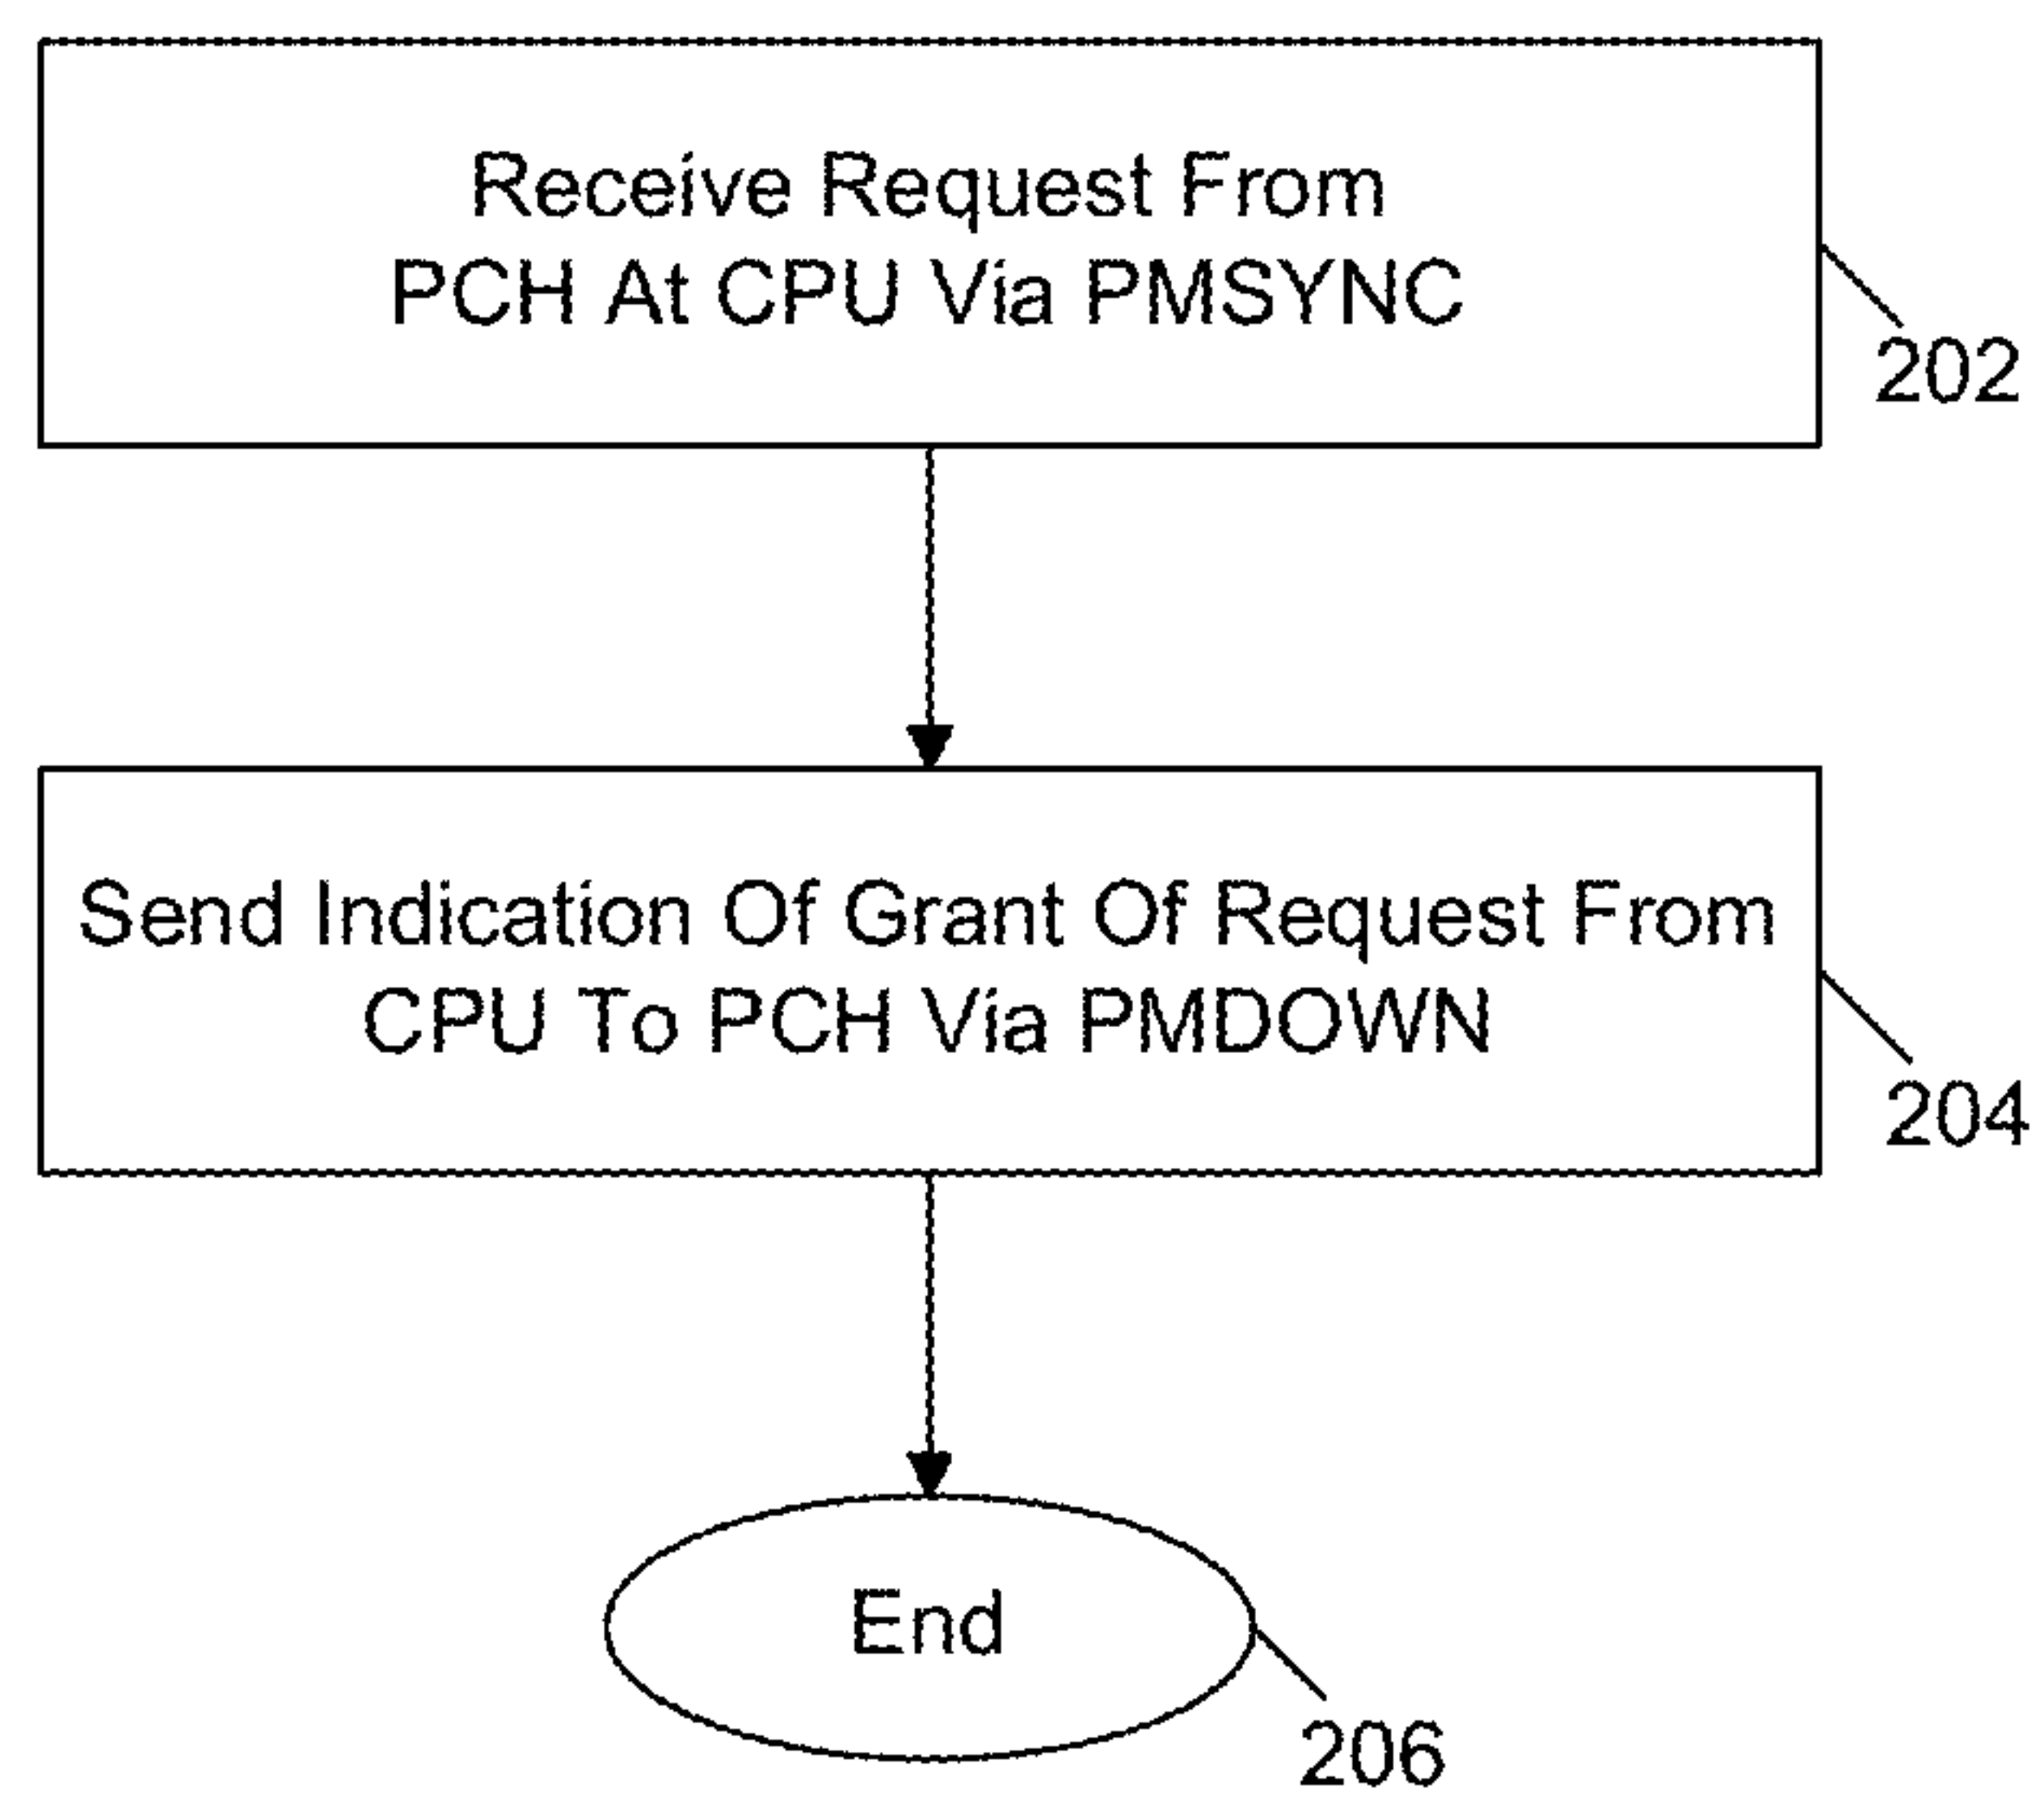 Receive Request From
PCH At CPU Via PMSYNC
202
Send Indication Of Grant Of Request From
CPU To PCH Via PMDOWN
204
End
206